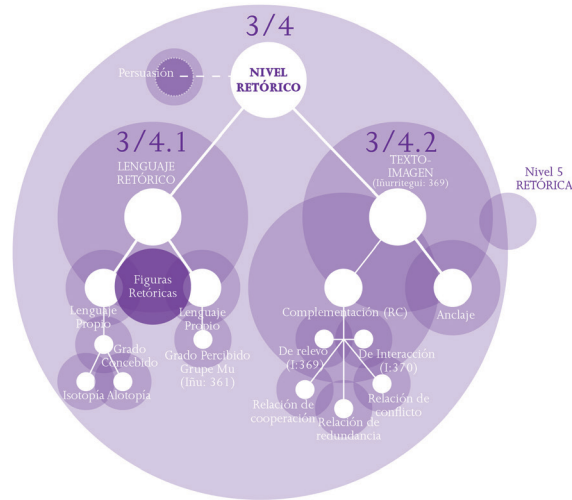 3/4
NIVEL
RETÓRICO
Persuasión
3/4.1
LENGUAJE
RETÓRICO
3/4.2
TEXTO-
IMAGEN
(Iñurritegui: 369)
Nivel 5
RETÓRICA
Figuras
Retóricas
Lenguaje
Propio
Lenguaje
Propio
Grado
Concebido
Isotopía
Alotopía
Grado Percibido
Grupe Mu
(Iñu: 361)
Complementación (RC)
Anclaje
De relevo
(I:369)
De Interacción
(I:370)
Relación de
cooperación
Relación de
redundancia
Relación de
conflicto